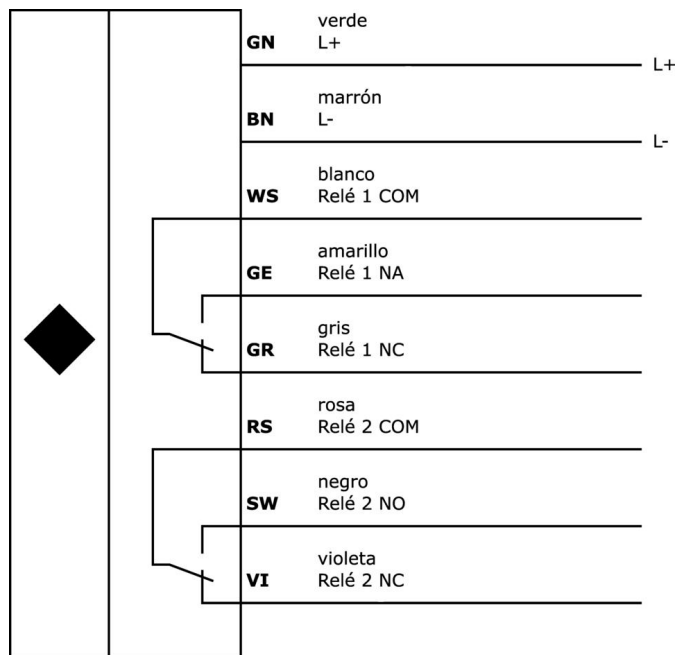 verde
GN L+
L+
marrón
BN L-
L-
blanco
WS Relé 1 COM
amarillo
GE Relé 1 NA
gris
GR Relé 1 NC
rosa
RS Relé 2 COM
negro
SW Relé 2 NO
violeta
VI Relé 2 NC